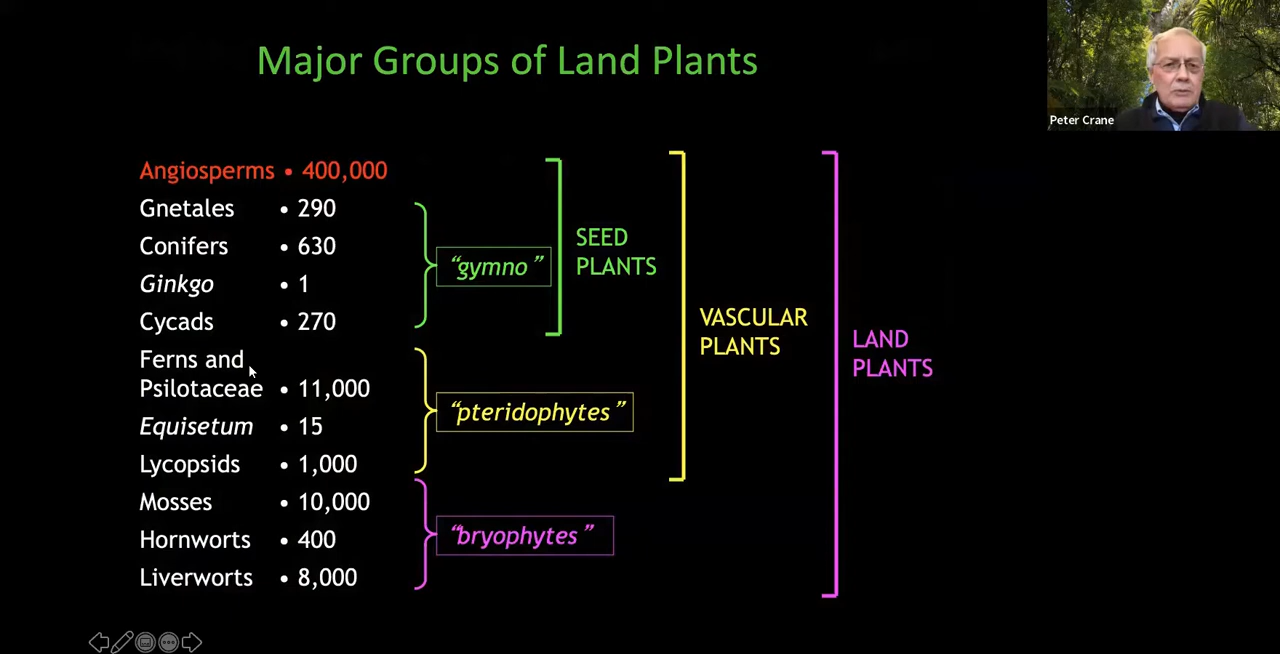 Major Groups of Land Plants
Peter Crane
Angiosperms • 400,000
Gnetales • 290
Conifers • 630
Ginkgo • 1
Cycads • 270
Ferns and
Psilotaceae • 11,000
Equisetum • 15
Lycopsids • 1,000
Mosses • 10,000
Hornworts • 400
Liverworts • 8,000
“gymno”
“pteridophytes”
“bryophytes”
SEED
PLANTS
VASCULAR
PLANTS
LAND
PLANTS